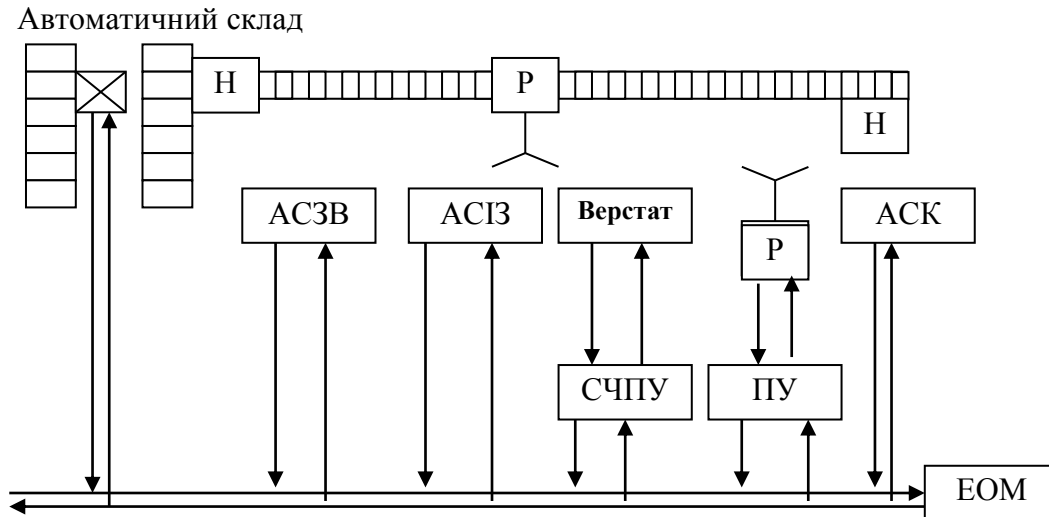 Автоматичний склад
Н
Р
Н
АСЗВ
АСІЗ
Верстат
Р
АСК
СЧПУ
ПУ
ЕОМ